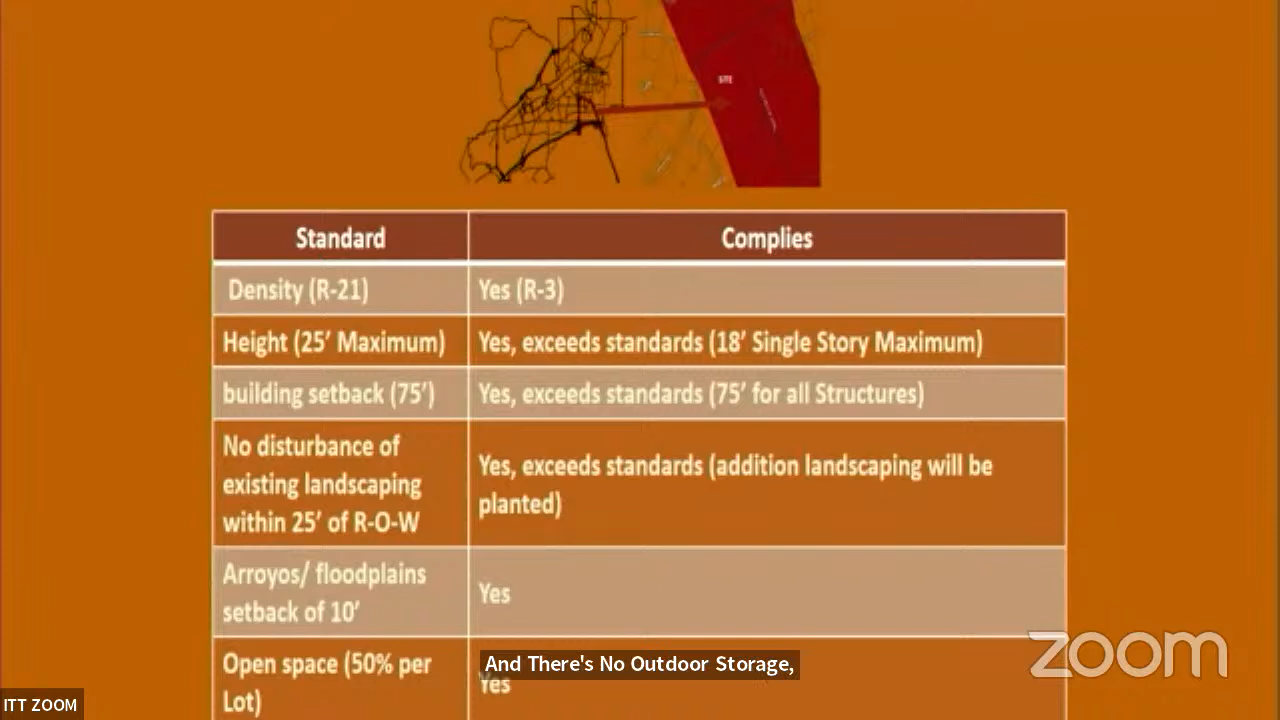 SITE
Standard
Complies
Density (R-21)
Yes (R-3)
Height (25' Maximum)
Yes, exceeds standards (18' Single Story Maximum)
building setback (75')
Yes, exceeds standards (75' for all Structures)
No disturbance of
existing landscaping
within 25' of R-O-W
Yes, exceeds standards (addition landscaping will be
planted)
Arroyos/ floodplains
setback of 10'
Yes
Open space (50% per
Lot)
Yes
And There's No Outdoor Storage,
zoom
ITT ZOOM